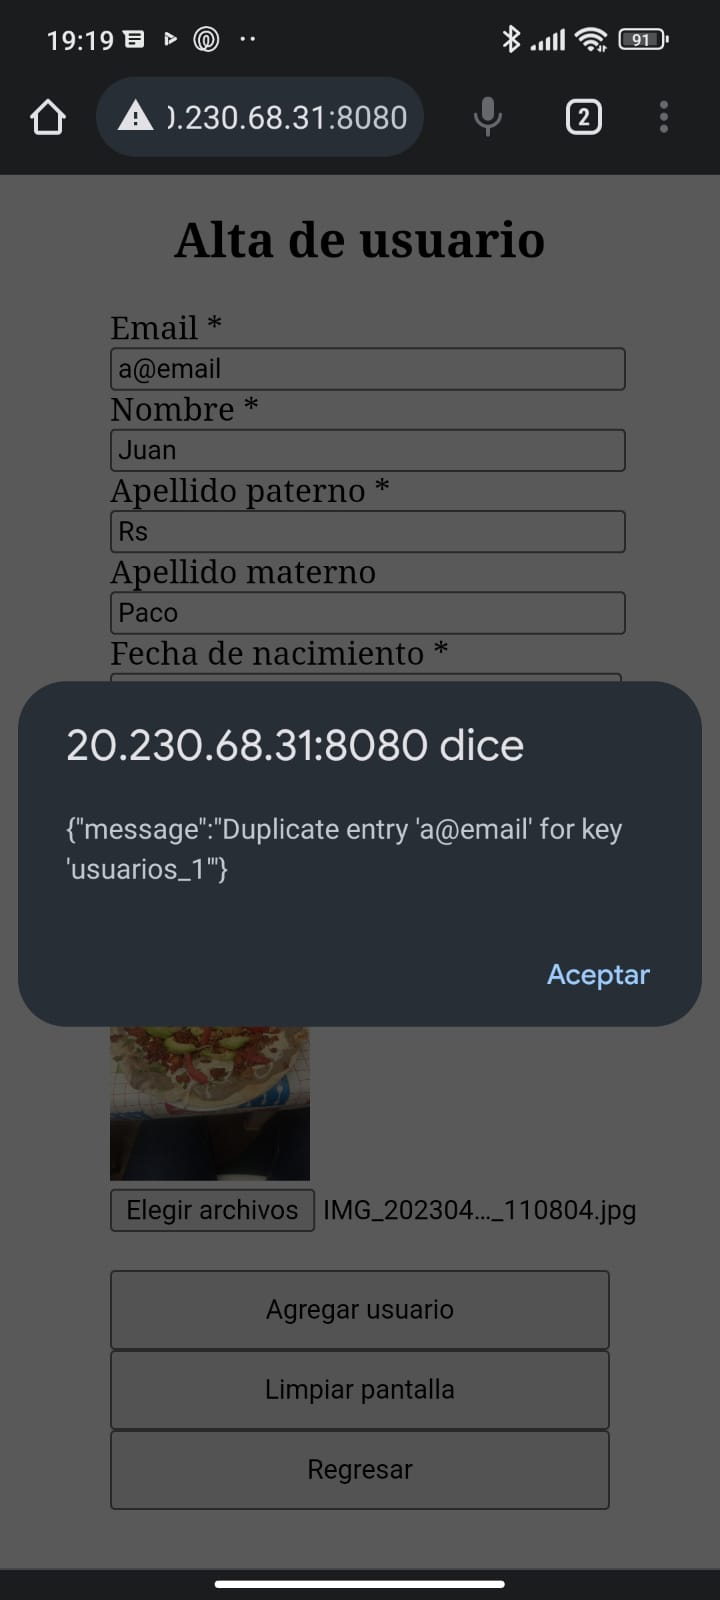 19:19
91
0.230.68.31:8080
2
Alta de usuario
Email *
a@email
Nombre *
Juan
Apellido paterno *
Rs
Apellido materno
Paco
Fecha de nacimiento *
20.230.68.31:8080 dice
{"message":"Duplicate entry 'a@email' for key
'usuarios_1'"}
Aceptar
Elegir archivos IMG_202304..._110804.jpg
Agregar usuario
Limpiar pantalla
Regresar